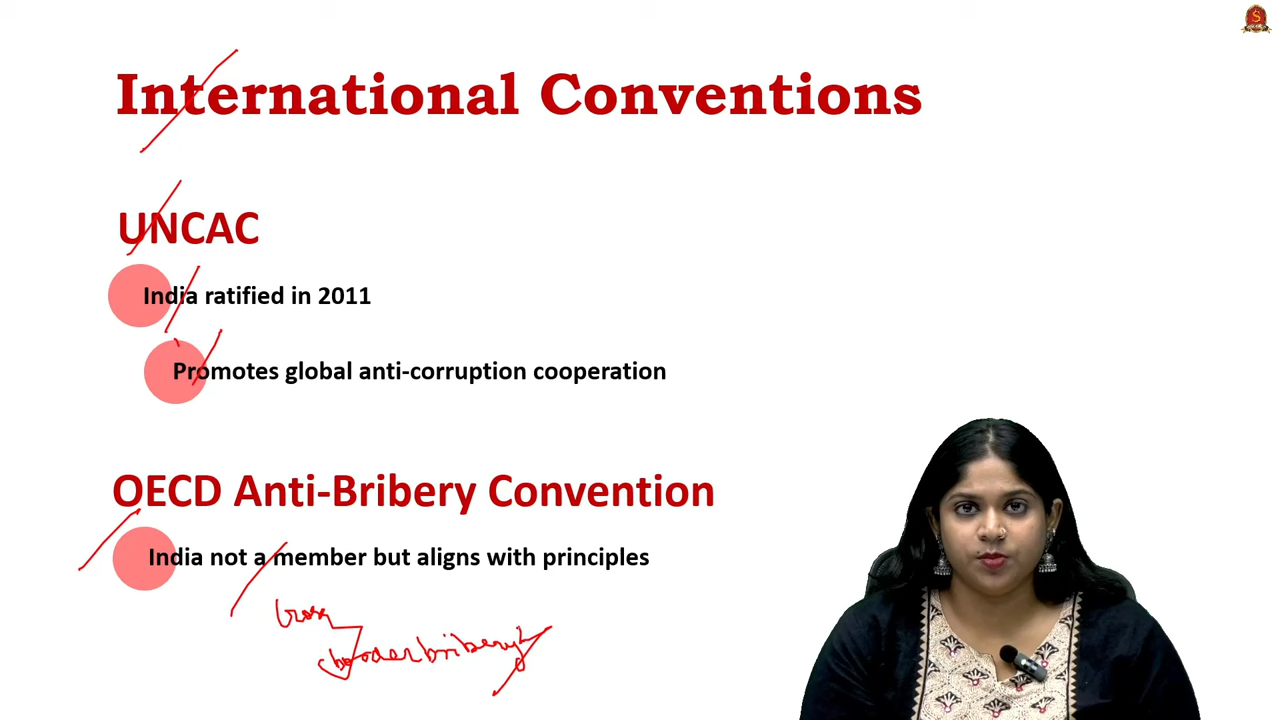 International Conventions
UNCAC
India ratified in 2011
Promotes global anti-corruption cooperation
OECD Anti-Bribery Convention
India not a member but aligns with principles
bribery